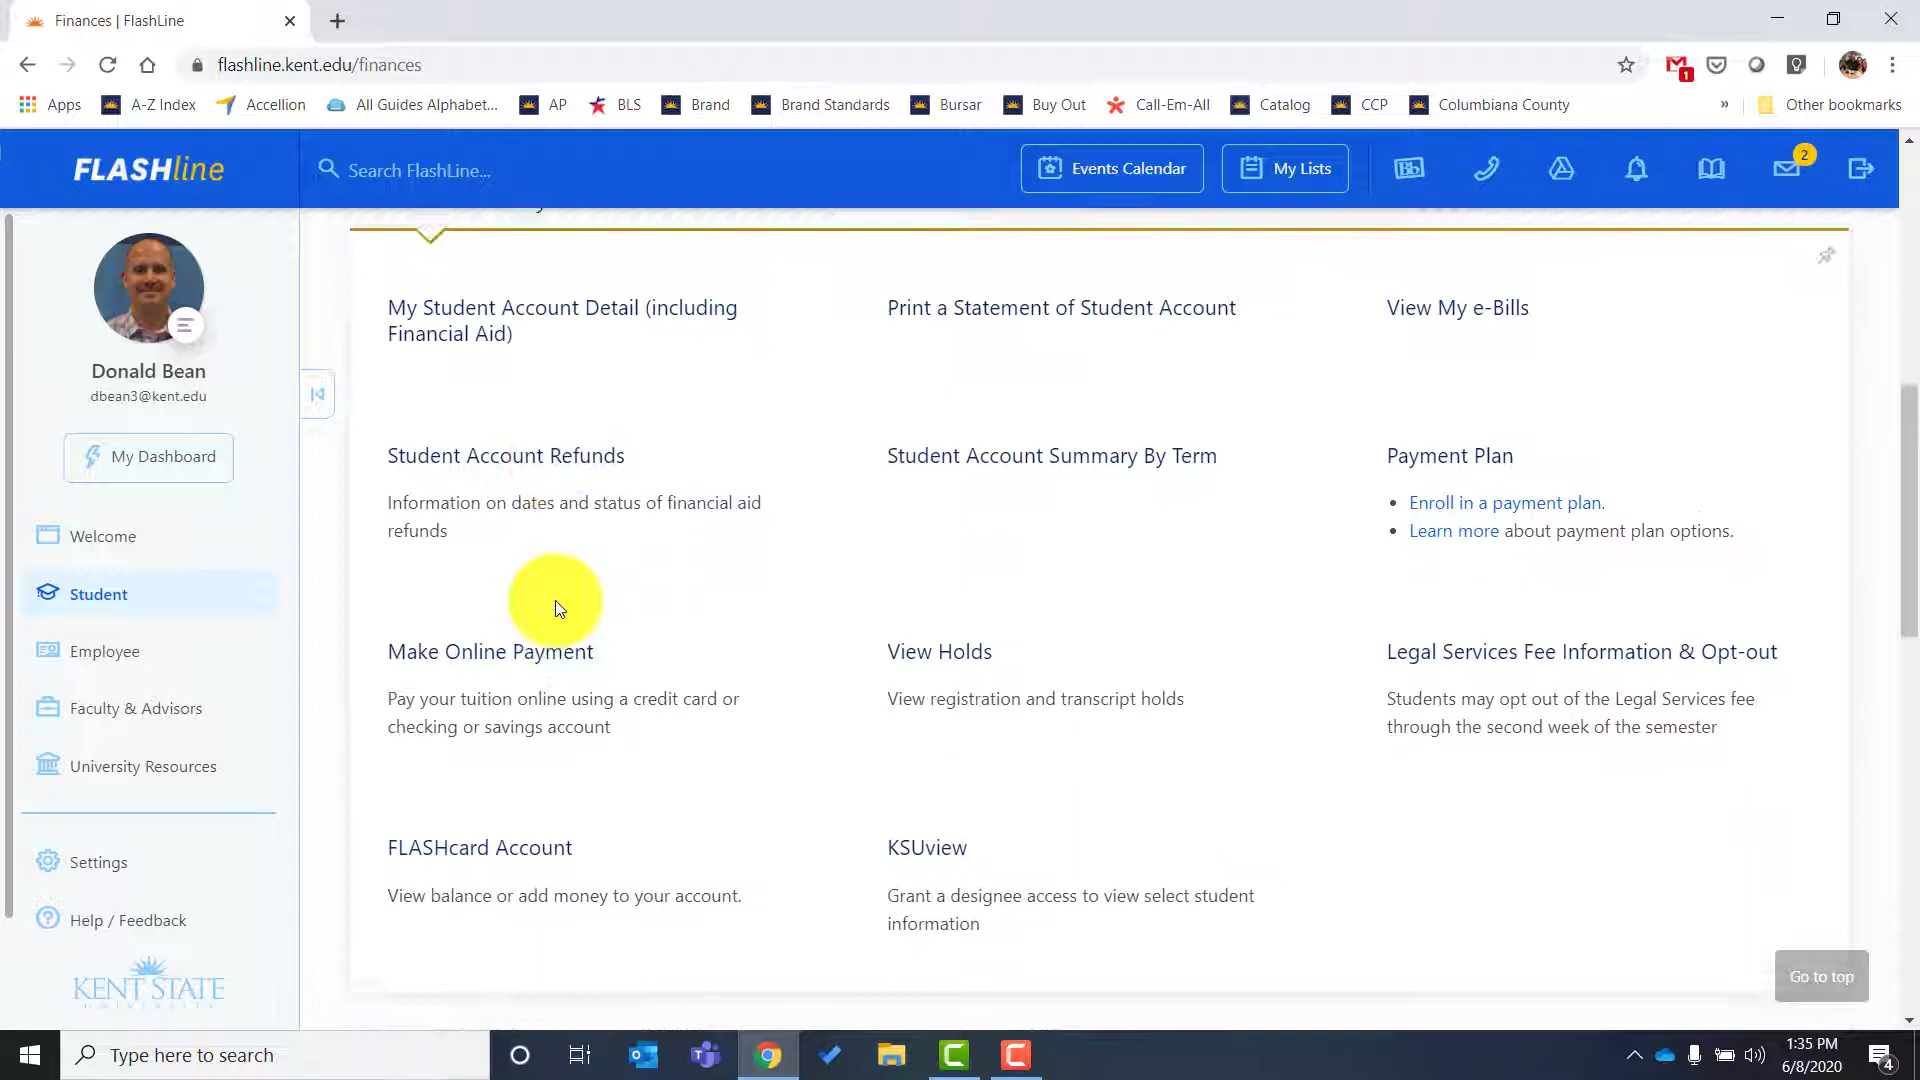 Finances | FlashLine
flashline.kent.edu/finances
1
Apps A-Z Index Accellion All Guides Alphabet... AP BLS Brand Brand Standards Bursar Buy Out Call-Em-All Catalog CCP Columbiana County » Other bookmarks
FLASHline
Search FlashLine...
Events Calendar
My Lists
Bb
2
Donald Bean
dbean3@kent.edu
My Dashboard
Welcome
Student
Employee
Faculty & Advisors
University Resources
Settings
Help / Feedback
KENT STATE
UNIVERSITY
My Student Account Detail (including
Financial Aid)
Print a Statement of Student Account
View My e-Bills
Student Account Refunds
Information on dates and status of financial aid
refunds
Student Account Summary By Term
Payment Plan
• Enroll in a payment plan.
• Learn more about payment plan options.
Make Online Payment
Pay your tuition online using a credit card or
checking or savings account
View Holds
View registration and transcript holds
Legal Services Fee Information & Opt-out
Students may opt out of the Legal Services fee
through the second week of the semester
FLASHcard Account
View balance or add money to your account.
KSUview
Grant a designee access to view select student
information
Go to top
Type here to search
1:35 PM
6/8/2020
4